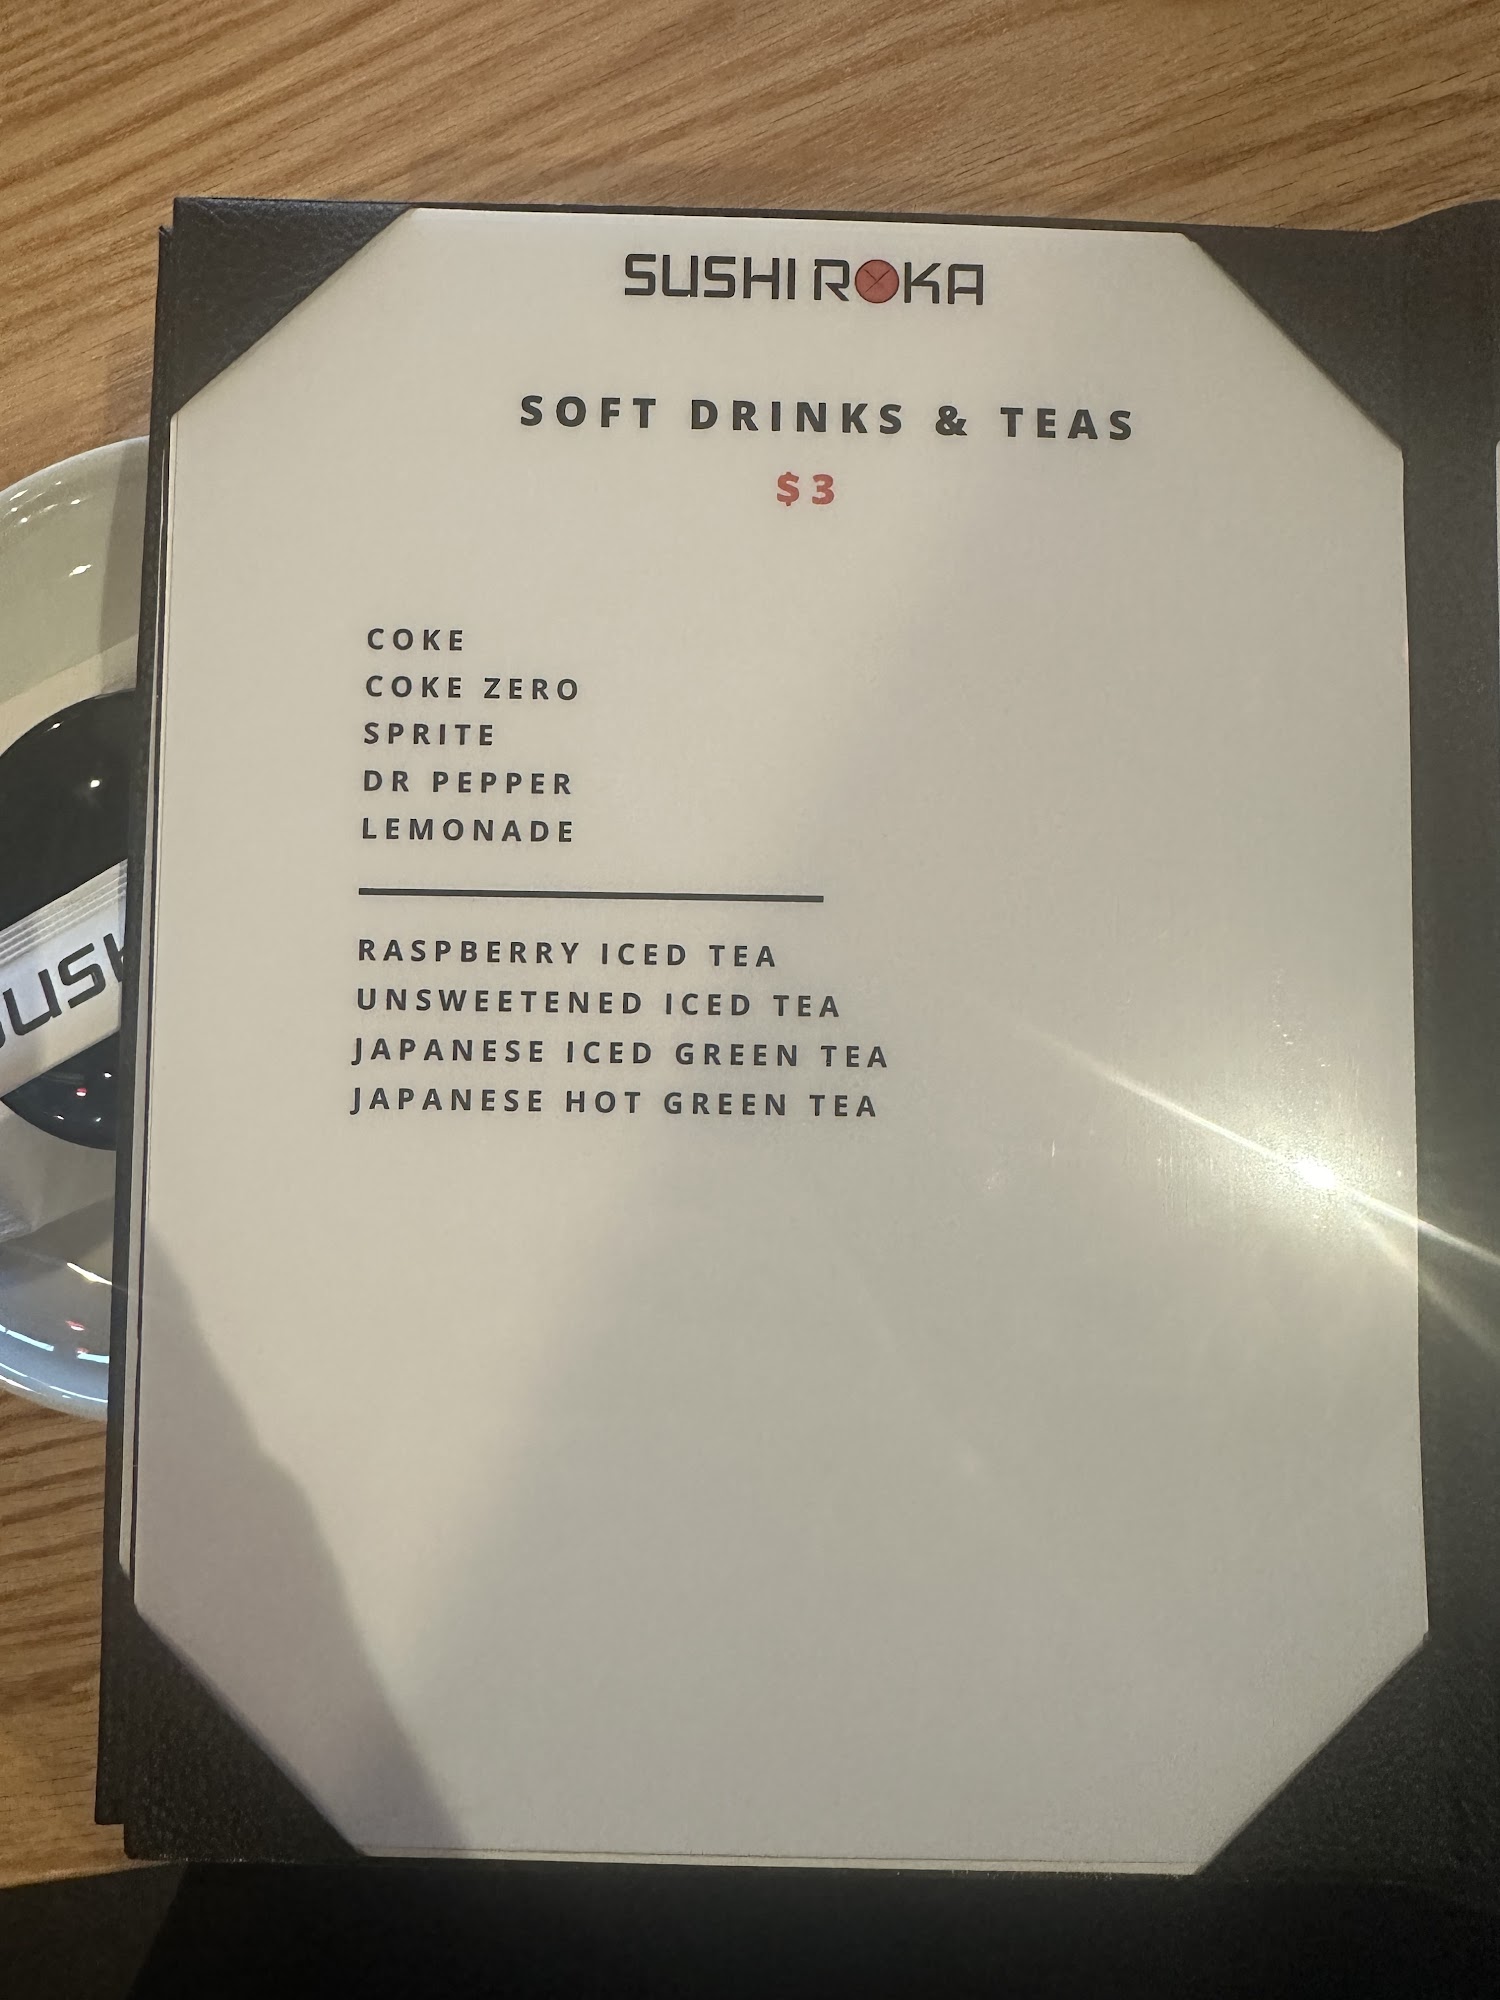 SUSHI ROKA
SOFT DRINKS & TEAS
$3
COKE
COKE ZERO
SPRITE
DR PEPPER
LEMONADE
RASPBERRY ICED TEA
UNSWEETENED ICED TEA
JAPANESE ICED GREEN TEA
JAPANESE HOT GREEN TEA